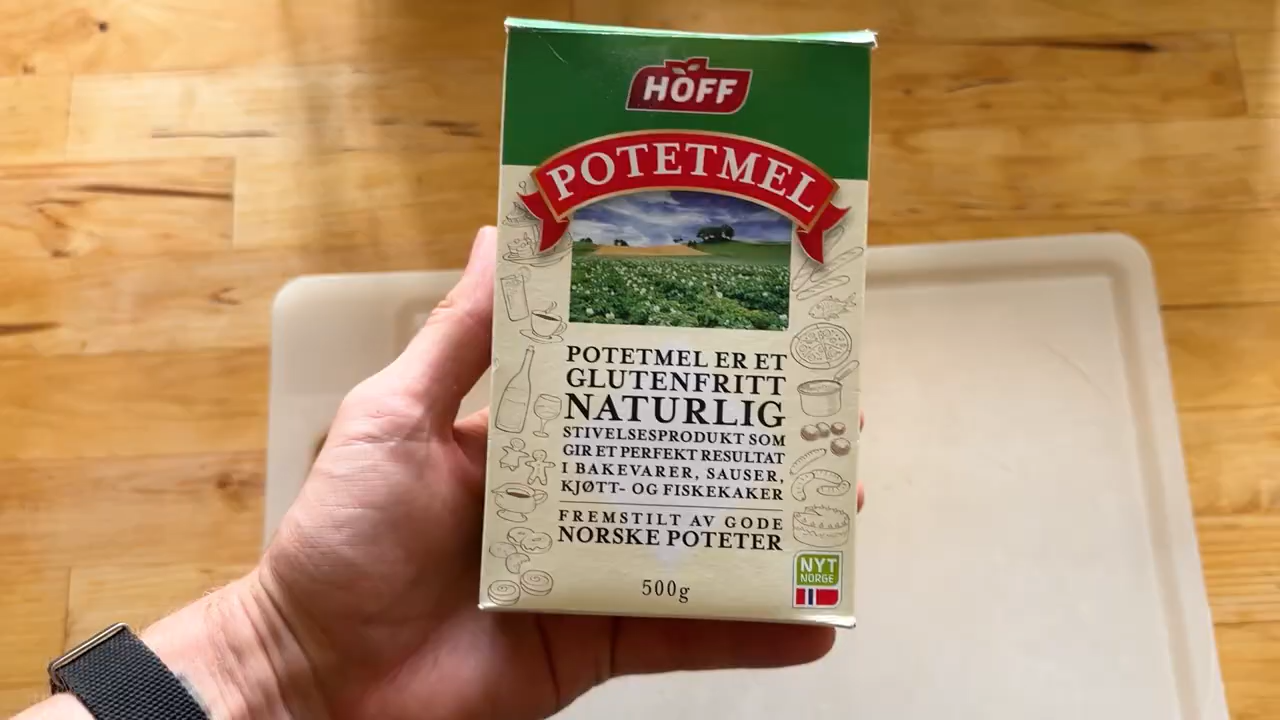 HOFF
POTETMEL
POTETMEL ER ET
GLUTENFRITT
NATURLIG
STIVELSESPRODUKT SOM
GIR ET PERFEKT RESULTAT
I BAKEVARER, SAUSER,
KJØTT- OG FISKEKAKER
FREMSTILT AV GODE
NORSKE POTETER
500g
NYT
NORGE